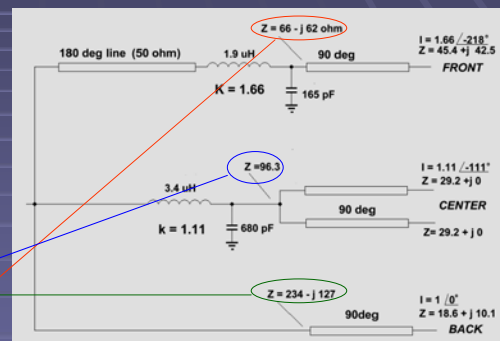 Z = 66 - j 62 ohm
180 deg line (50 ohm)
1.9 uH
90 deg
I = 1.66 /-218°
Z = 45.4 +j 42.5
FRONT
K = 1.66
165 pF
Z =96.3
I = 1.11 /-111°
Z = 29.2 +j 0
3.4 uH
CENTER
90 deg
k = 1.11
680 pF
Z= 29.2 +j 0
Z = 234 - j 127
I = 1 /0°
Z = 18.6 + j 10.1
90deg
BACK